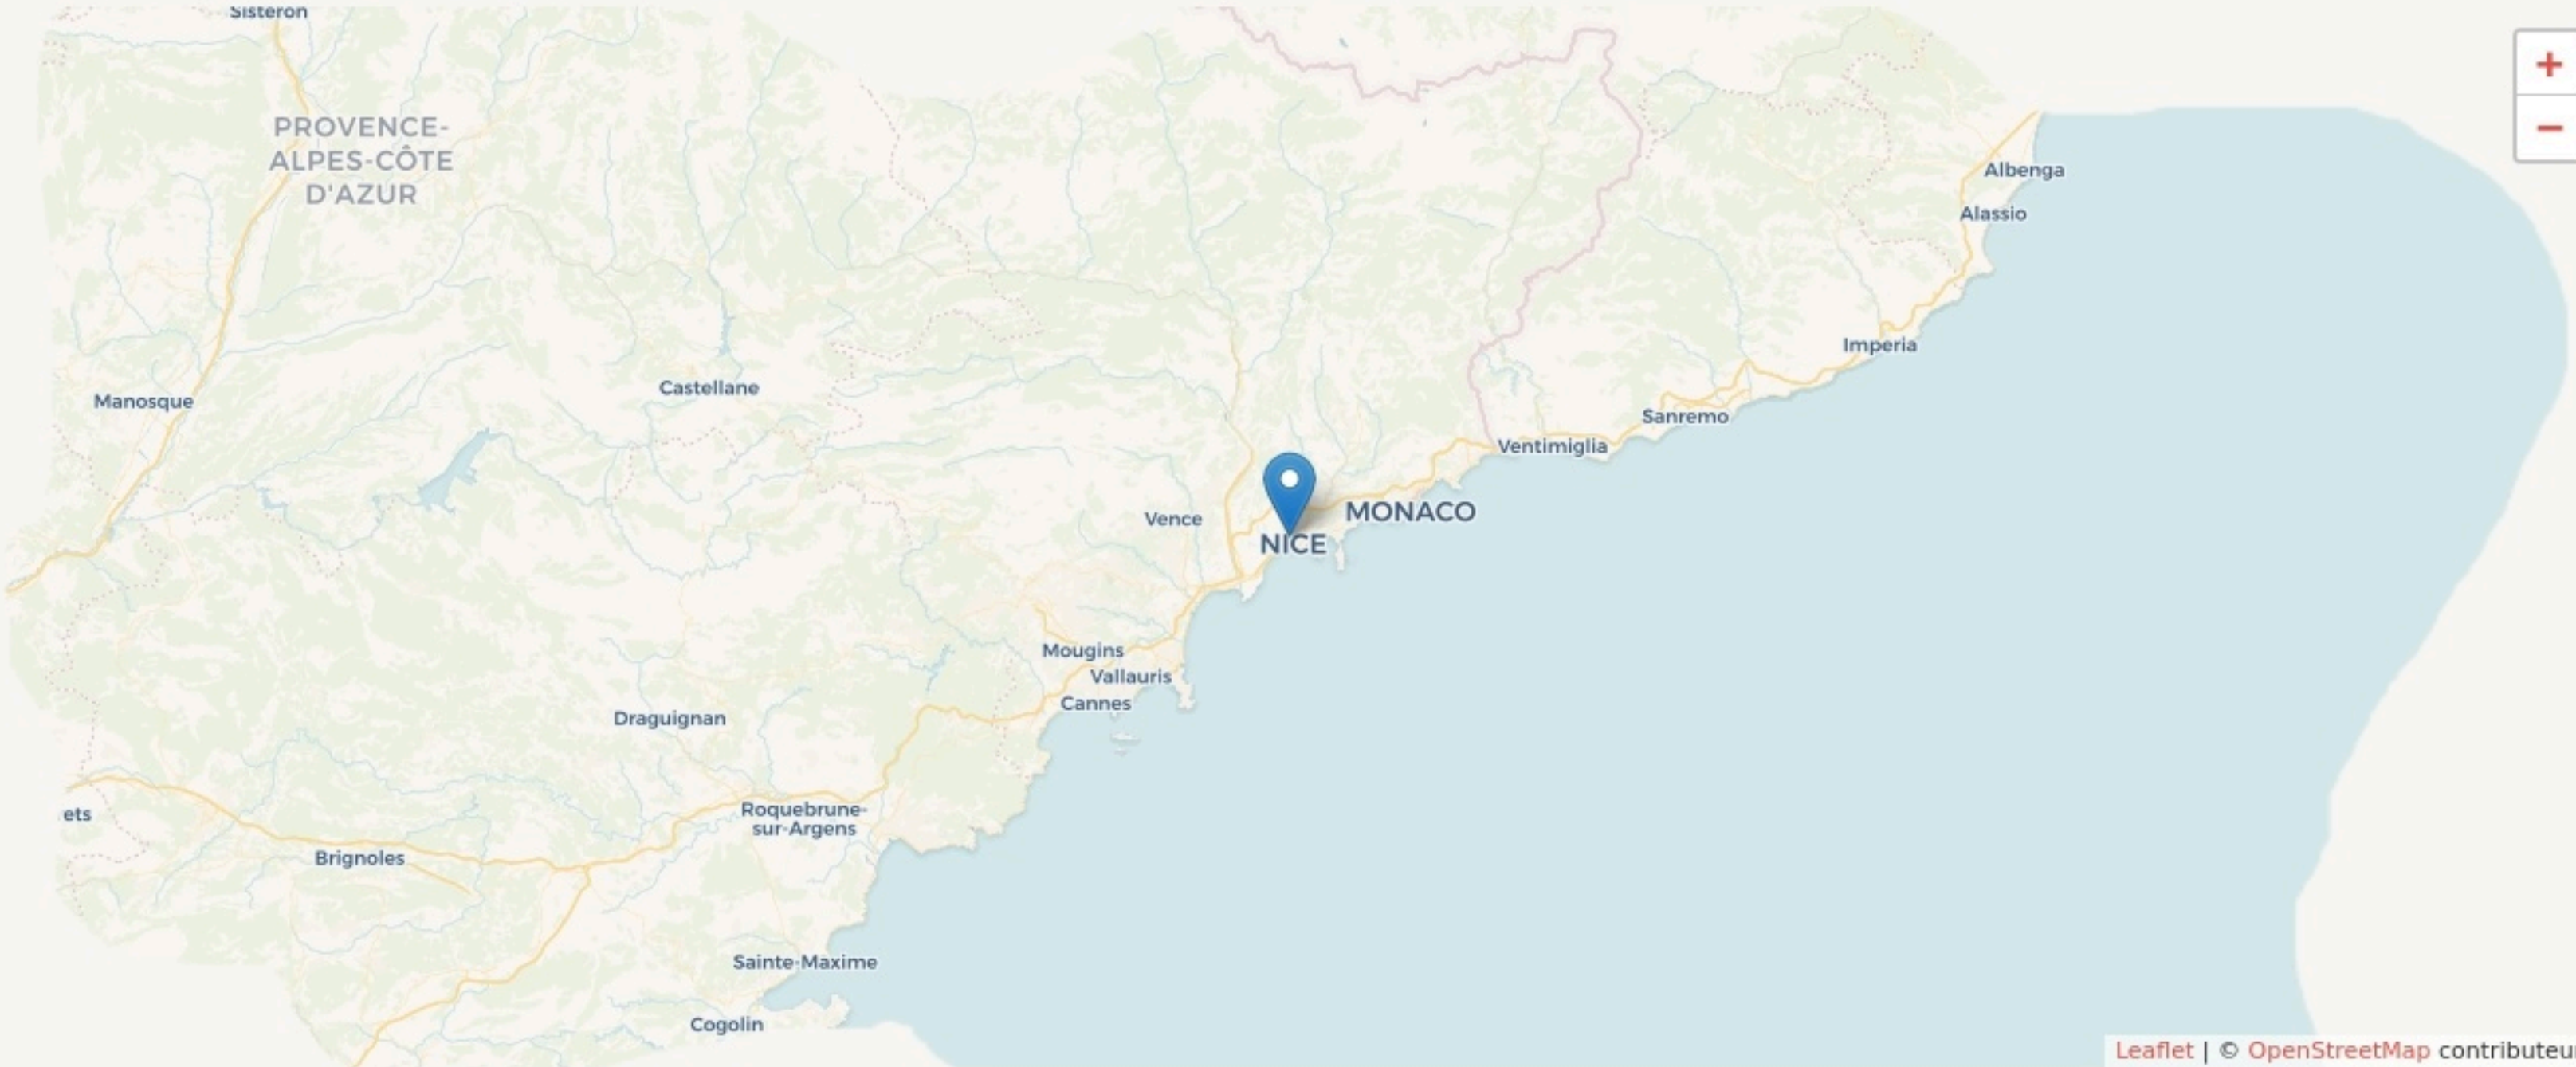 Sisteron
+
PROVENCE-
ALPES-CÔTE
D'AZUR
−
Albenga
Alassio
Imperia
Castellane
Manosque
Sanremo
Ventimiglia
MONACO
Vence
NICE
Mougins
Vallauris
Cannes
Draguignan
Roquebrune-
sur-Argens
ets
Brignoles
Sainte-Maxime
Cogolin
Leaflet | © OpenStreetMap contributeu